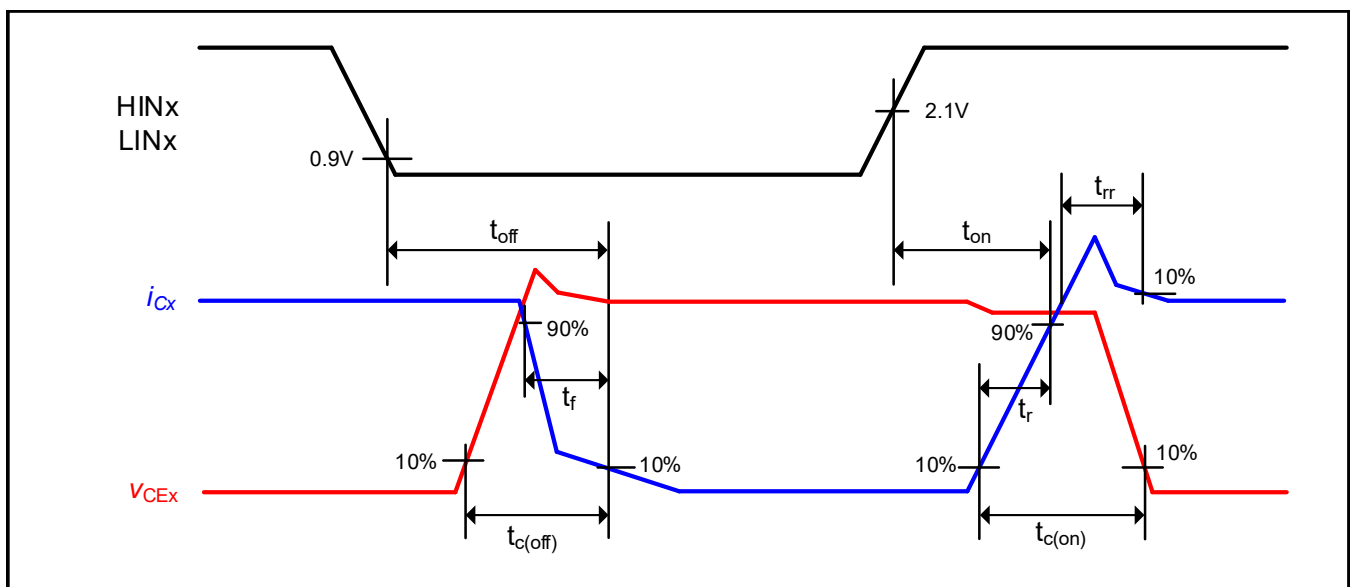 HINx
LINx
0.9V
2.1V
trr
toff
ton
iCx
10%
90%
90%
tf
tr
10%
10%
10%
10%
vCEx
tc(off)
tc(on)